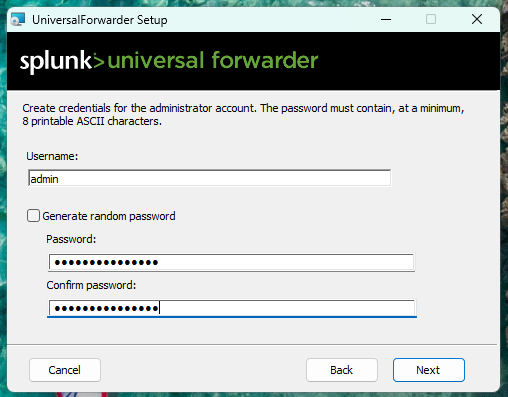 UniversalForwarder Setup
splunk>universal forwarder
Create credentials for the administrator account. The password must contain, at a minimum,
8 printable ASCII characters.
Username:
admin
Generate random password
Password:
●●●●●●●●●●●●●●●
Confirm password:
●●●●●●●●●●●●●●●
Cancel
Back
Next